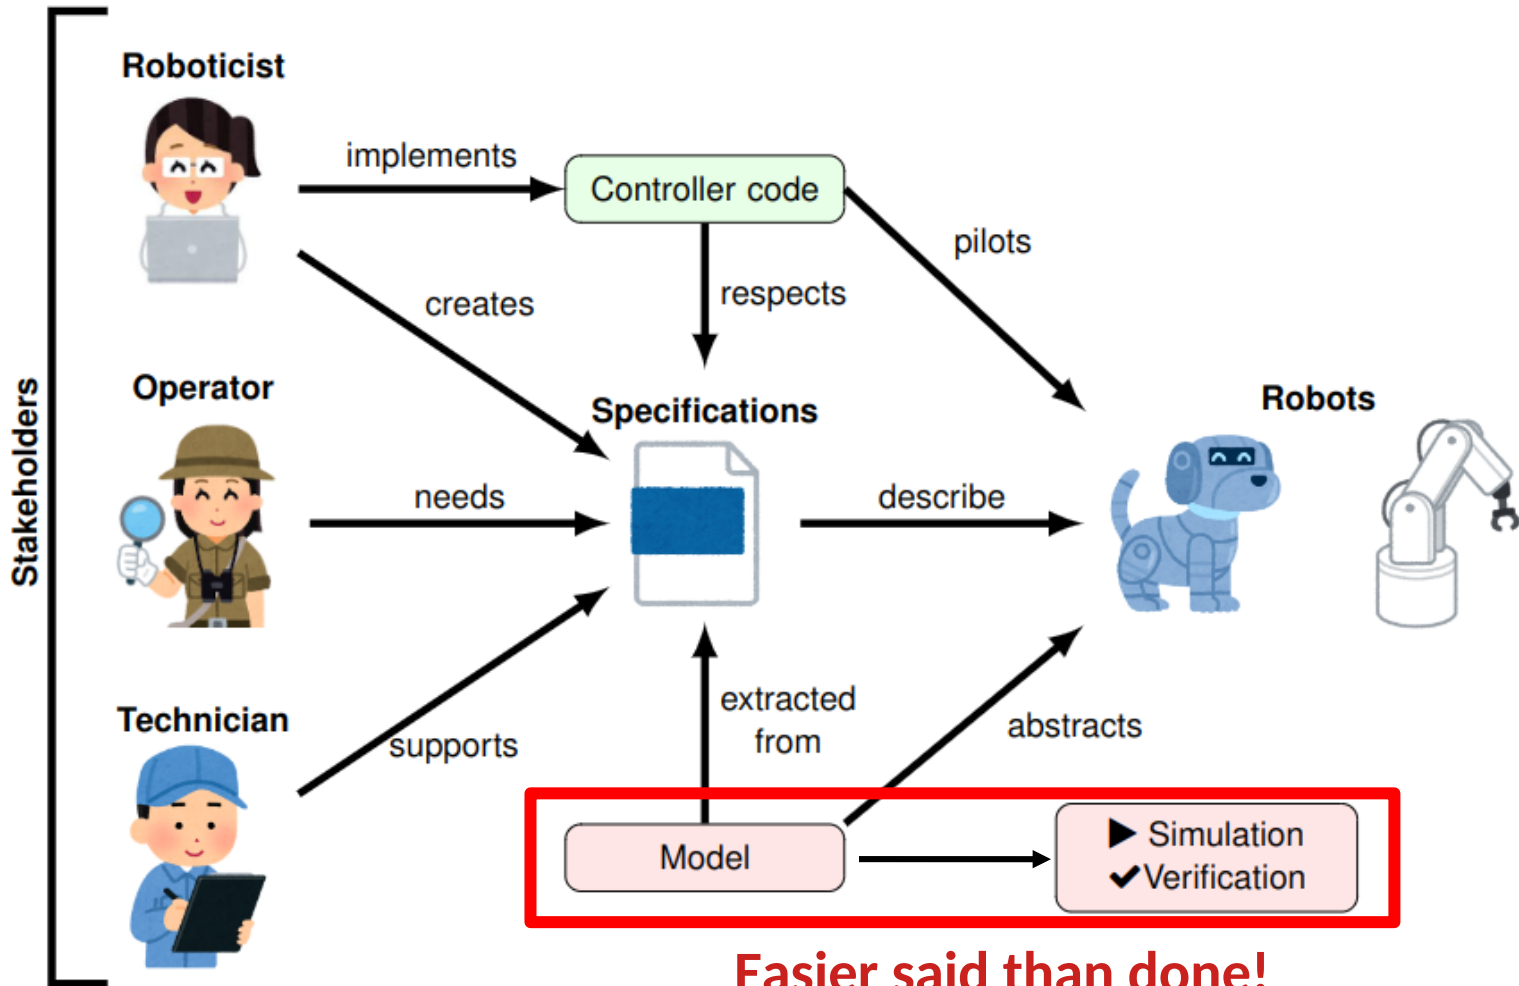 Stakeholders
Roboticist
implements
Controller code
pilots
creates
respects
Operator
Specifications
Robots
needs
describe
Technician
supports
extracted
from
abstracts
Model
▶ Simulation
✔Verification
Easier said than done!